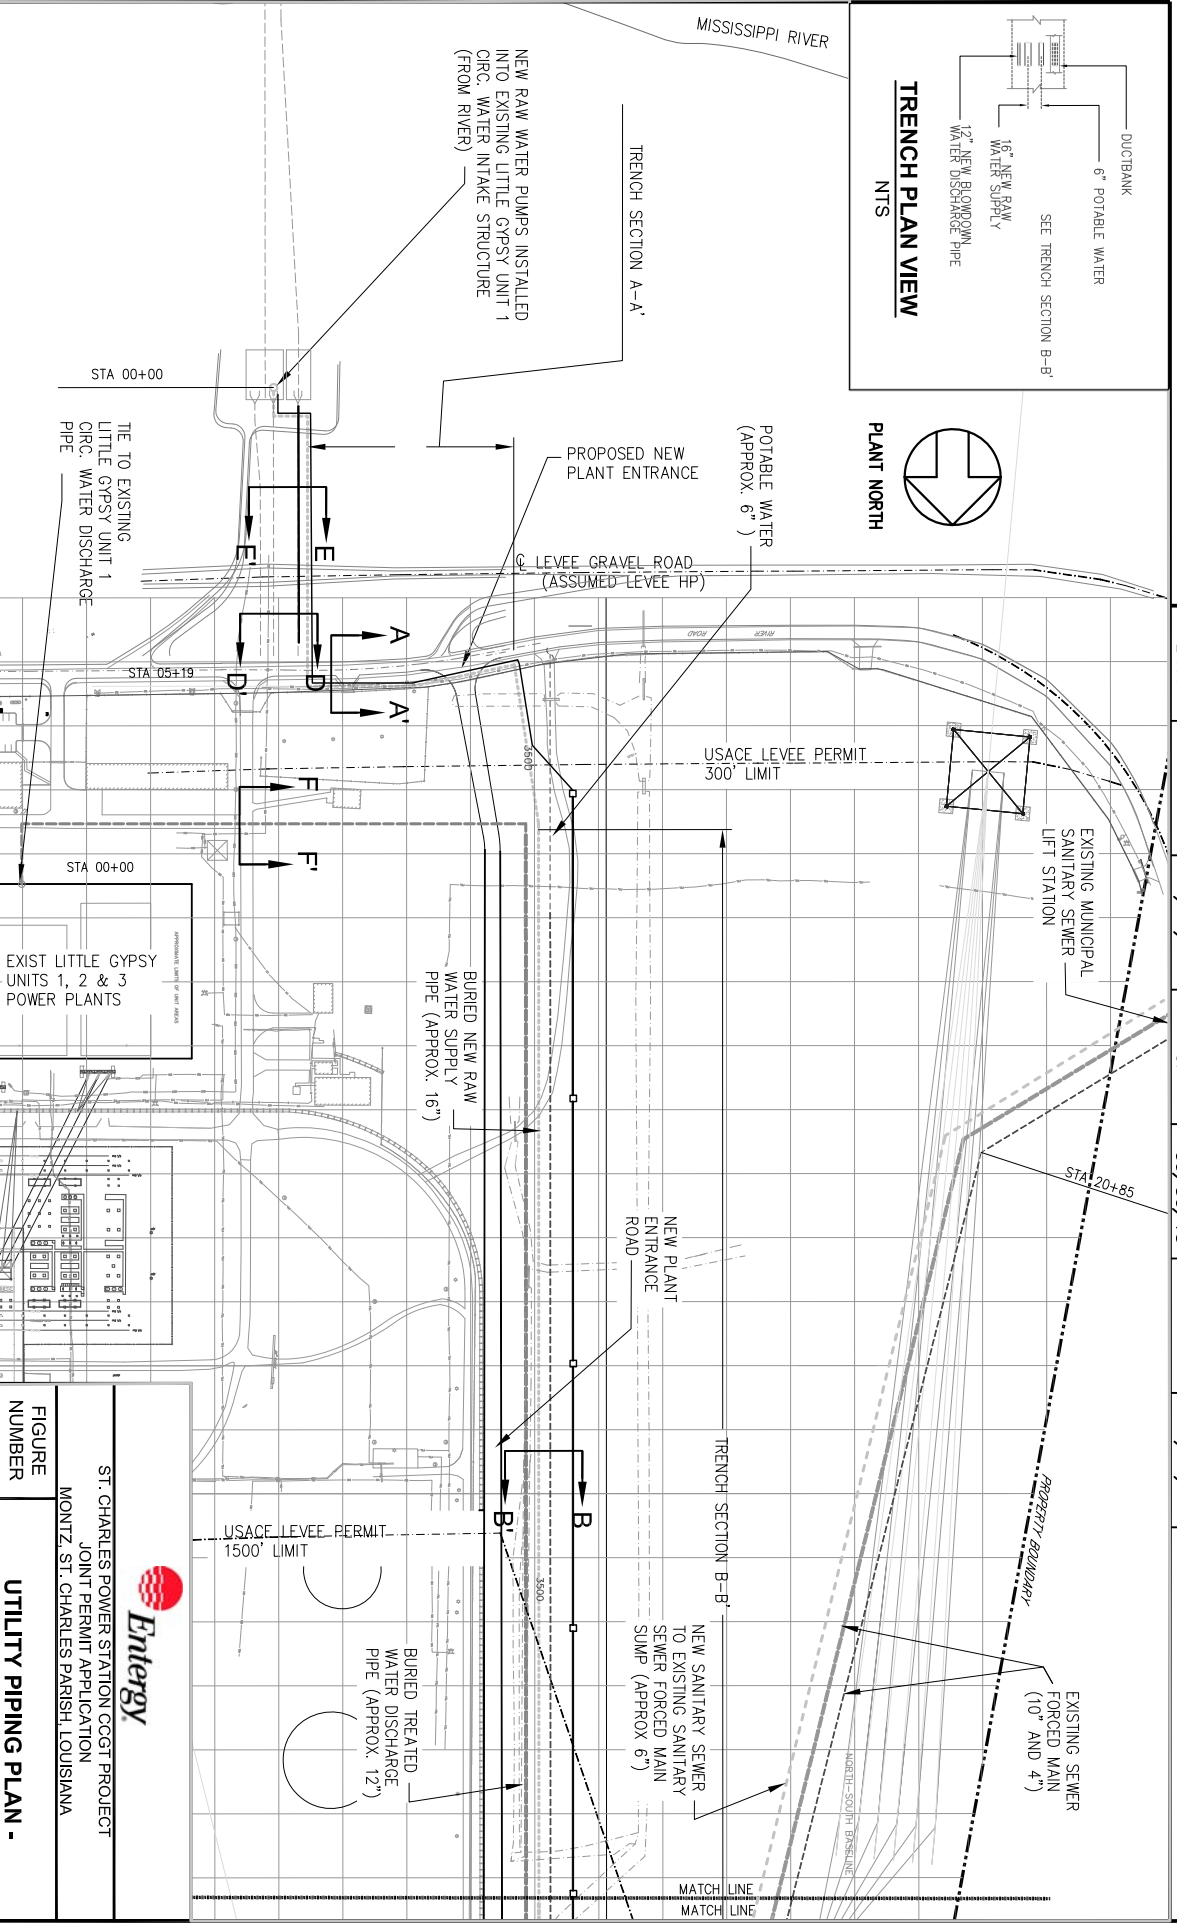 MISSISSIPPI RIVER
DUCTBANK
6" POTABLE WATER
SEE TRENCH SECTION B-B'
16" NEW RAW
WATER SUPPLY
12" NEW BLOWDOWN
WATER DISCHARGE PIPE
TRENCH PLAN VIEW
NTS
PLANT NORTH
NEW RAW WATER PUMPS INSTALLED
INTO EXISTING LITTLE GYPSY UNIT 1
CIRC. WATER INTAKE STRUCTURE
(FROM RIVER)
TRENCH SECTION A-A'
STA 00+00
TIE TO EXISTING
LITTLE GYPSY UNIT 1
CIRC. WATER DISCHARGE
PIPE
PROPOSED NEW
PLANT ENTRANCE
POTABLE WATER
(APPROX. 6" )
LEVEE GRAVEL ROAD
(ASSUMED LEVEE HP)
E
E'
D
D'
A
A'
F
F'
STA 05+19
RIVER ROAD
3500
USACE LEVEE PERMIT
300' LIMIT
EXISTING MUNICIPAL
SANITARY SEWER
LIFT STATION
STA 00+00
EXIST LITTLE GYPSY
UNITS 1, 2 & 3
POWER PLANTS
APPROXIMATE LIMITS OF UNIT AREAS
BURIED NEW RAW
WATER SUPPLY
PIPE (APPROX. 16")
STA 20+85
NEW PLANT
ENTRANCE
ROAD
TRENCH SECTION B-B'
B
B'
PROPERTY BOUNDARY
USACE LEVEE PERMIT
1500' LIMIT
3500
BURIED TREATED
WATER DISCHARGE
PIPE (APPROX. 12")
NEW SANITARY SEWER
TO EXISTING SANITARY
SEWER FORCED MAIN
SUMP (APPROX 6")
EXISTING SEWER
FORCED MAIN
(10" AND 4")
NORTH-SOUTH BASELINE
MATCH LINE
MATCH LINE
Entergy
ST. CHARLES POWER STATION CCGT PROJECT
JOINT PERMIT APPLICATION
MONTZ, ST. CHARLES PARISH, LOUISIANA
FIGURE
NUMBER
UTILITY PIPING PLAN -